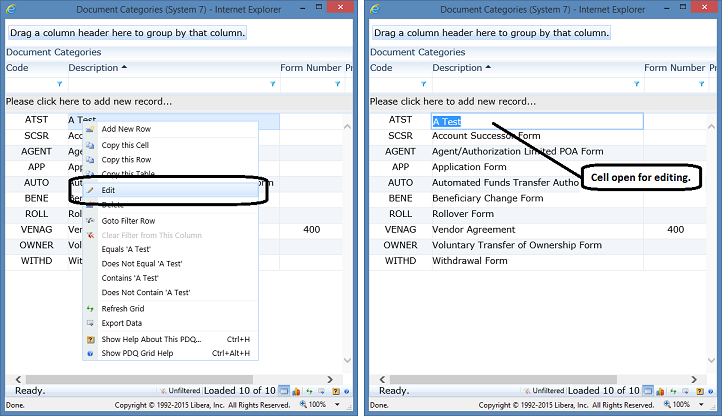 Document Categories (System 7) - Internet Explorer
Drag a column header here to group by that column.
Document Categories
Code Description Form Number
Please click here to add new record...
ATST A Test
SCSR Acco
AGENT Age
APP App
AUTO Aut orm
BENE Ben
ROLL Roll
VENAG Ven 400
OWNER Volu
WITHD Wit
Add New Row
Copy this Cell
Copy this Row
Copy this Table
Edit
Delete
Goto Filter Row
Clear Filter from This Column
Equals 'A Test'
Does Not Equal 'A Test'
Contains 'A Test'
Does Not Contain 'A Test'
Refresh Grid
Export Data
Show Help About This PDQ... Ctrl+H
Show PDQ Grid Help Ctrl+Alt+H
Ready. Unfiltered Loaded 10 of 10
Done. Copyright © 1992-2015 Libera, Inc. All Rights Reserved. 100%
Document Categories (System 7) - Internet Explorer
Drag a column header here to group by that column.
Document Categories
Code Description Form Number Pr
Please click here to add new record...
ATST A Test
SCSR Account Successor Form
AGENT Agent/Authorization Limited POA Form
APP Application Form
AUTO Automated Funds Transfer Autho
BENE Beneficiary Change Form
ROLL Rollover Form
VENAG Vendor Agreement 400
OWNER Voluntary Transfer of Ownership Form
WITHD Withdrawal Form
Cell open for editing.
Ready. Unfiltered Loaded 10 of 10
Done. Copyright © 1992-2015 Libera, Inc. All Rights Reserved. 100%